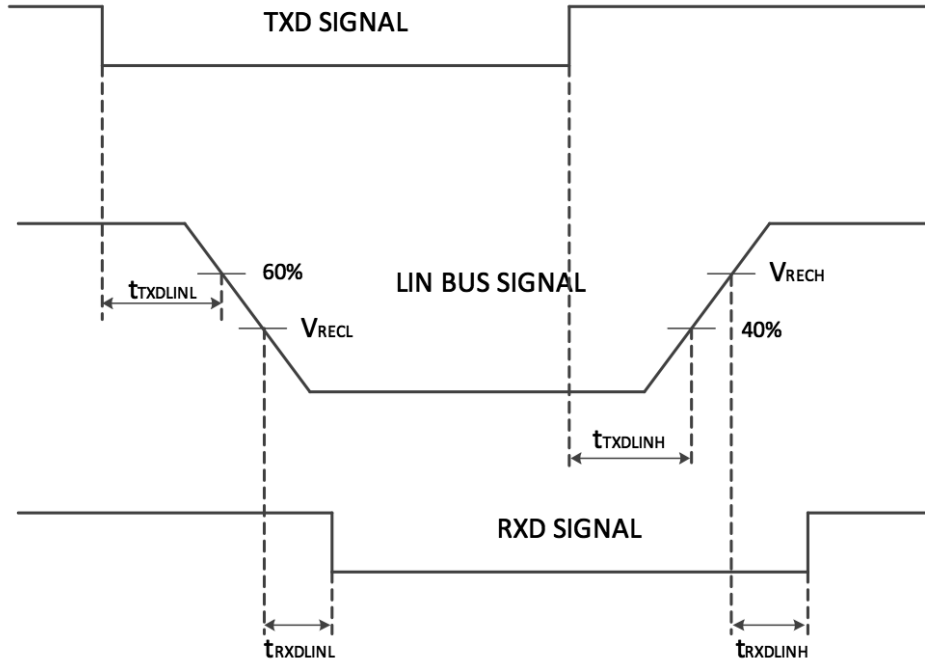 TXD SIGNAL
60%
LIN BUS SIGNAL
VRECH
tTXDLINL
VRECL
40%
tTXDLINH
RXD SIGNAL
tRXDLINL
tRXDLINH